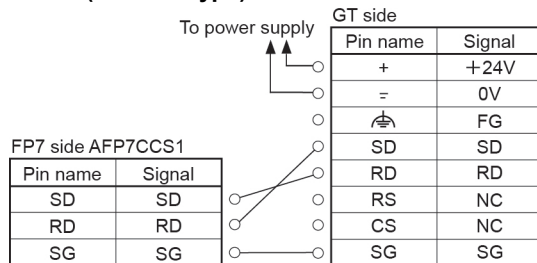 To power supply
GT side
Pin name Signal
+ +24V
= 0V
FG
SD SD
RD RD
RS NC
CS NC
SG SG
FP7 side AFP7CCS1
Pin name Signal
SD SD
RD RD
SG SG